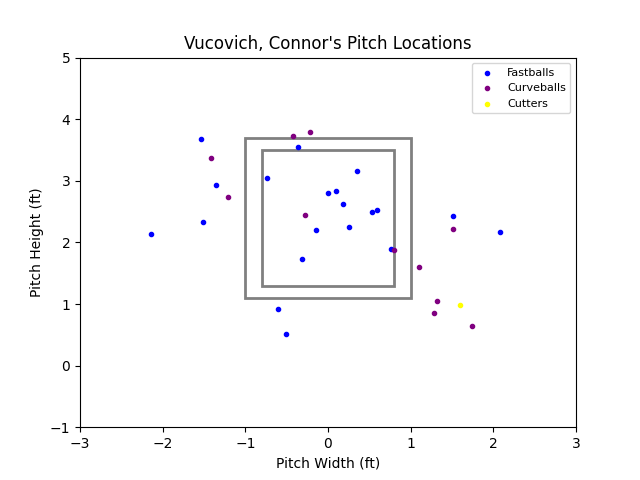 Vucovich, Connor's Pitch Locations
Fastballs
Curveballs
Cutters
Pitch Height (ft)
5
4
3
2
1
0
−1
−3
−2
−1
0
1
2
3
Pitch Width (ft)